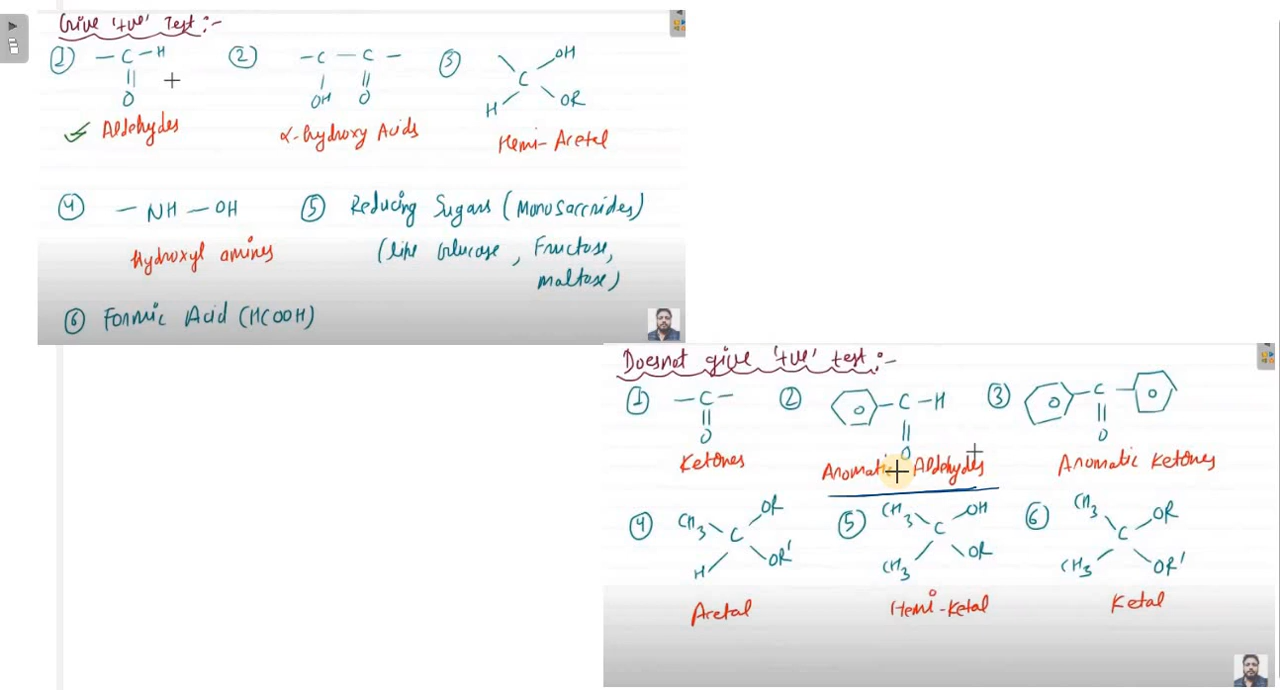 Give '+ve' Test :-
① - C - H
||
O
Aldehydes
② - C - C -
OH O
α-hydroxy Acids
③ OH
C
H OR
Hemi-Acetal
④ - NH - OH
Hydroxyl amines
⑤ Reducing Sugars (Monosaccrides)
(like Glucose, Fructose,
maltose)
⑥ Formic Acid (HCOOH)
Doesnot give '+ve' test :-
① - C -
||
O
Ketones
② C - H
||
O
Aromatic Aldehydes
③ C
||
O
Aromatic Ketones
④ CH3 OR
C
H OR'
Acetal
⑤ CH3 OH
C
CH3 OR
Hemi-Ketal
⑥ CH3 OR
C
CH3 OR'
Ketal